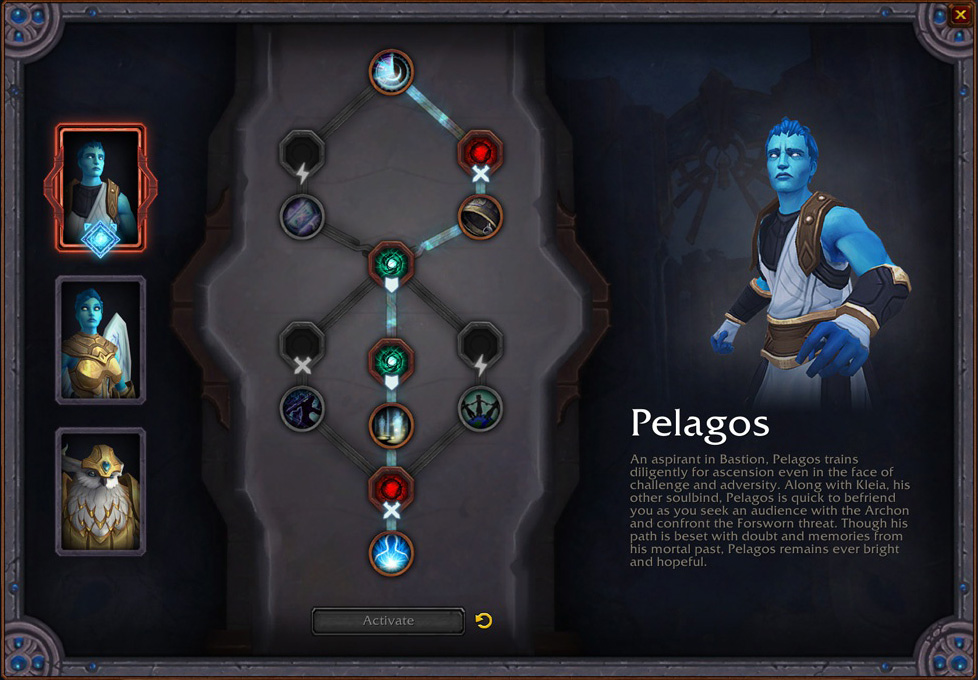 Pelagos
An aspirant in Bastion, Pelagos trains
diligently for ascension even in the face of
challenge and adversity. Along with Kleia, his
other soulbind, Pelagos is quick to befriend
you as you seek an audience with the Archon
and confront the Forsworn threat. Though his
path is beset with doubt and memories from
his mortal past, Pelagos remains ever bright
and hopeful.
Activate